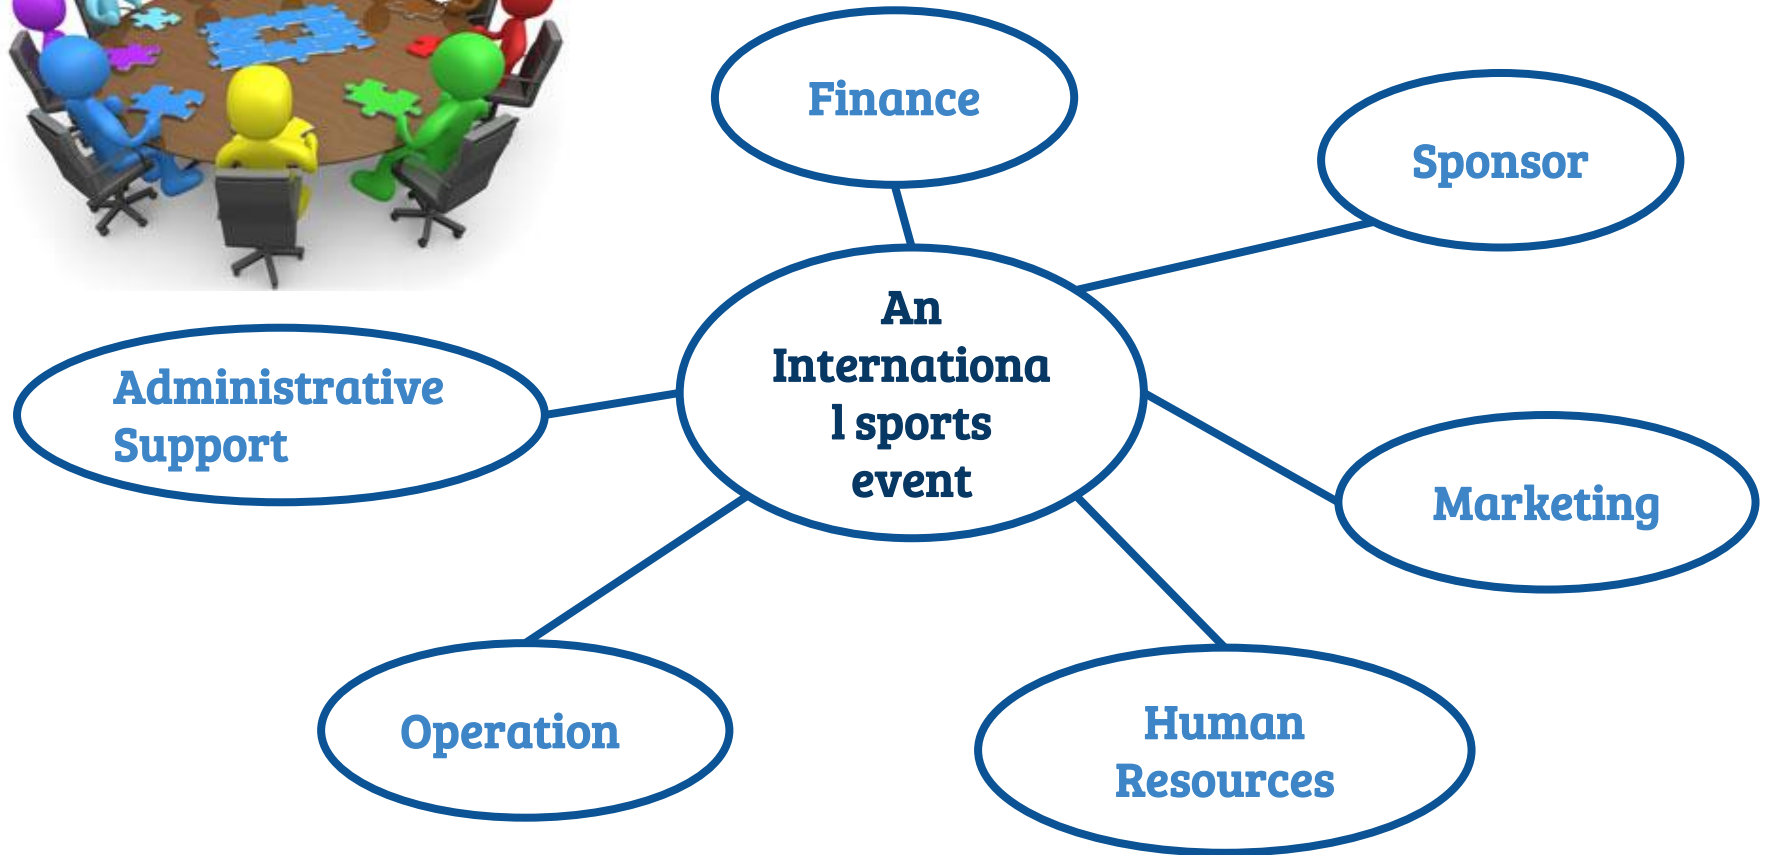 Finance
Sponsor
An
Internationa
l sports
event
Administrative
Support
Marketing
Operation
Human
Resources